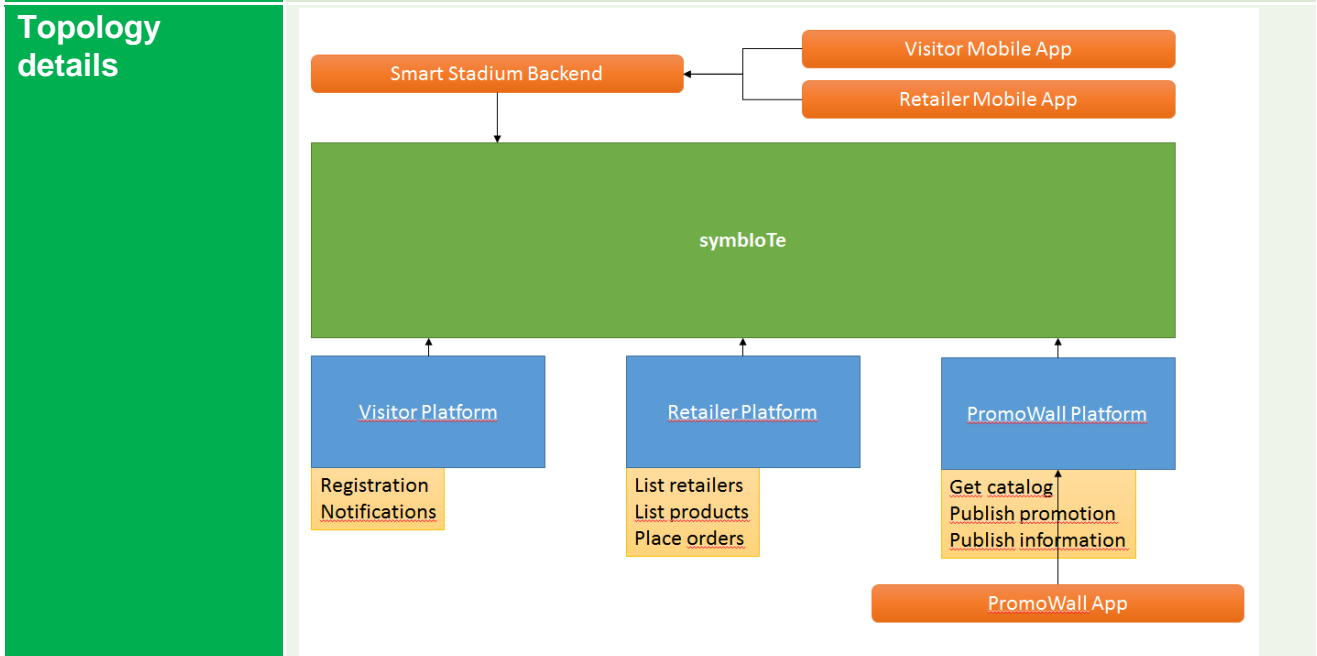 Topology
details
Smart Stadium Backend
Visitor Mobile App
Retailer Mobile App
symbIoTe
Visitor Platform
Retailer Platform
PromoWall Platform
Registration
Notifications
List retailers
List products
Place orders
Get catalog
Publish promotion
Publish information
PromoWall App